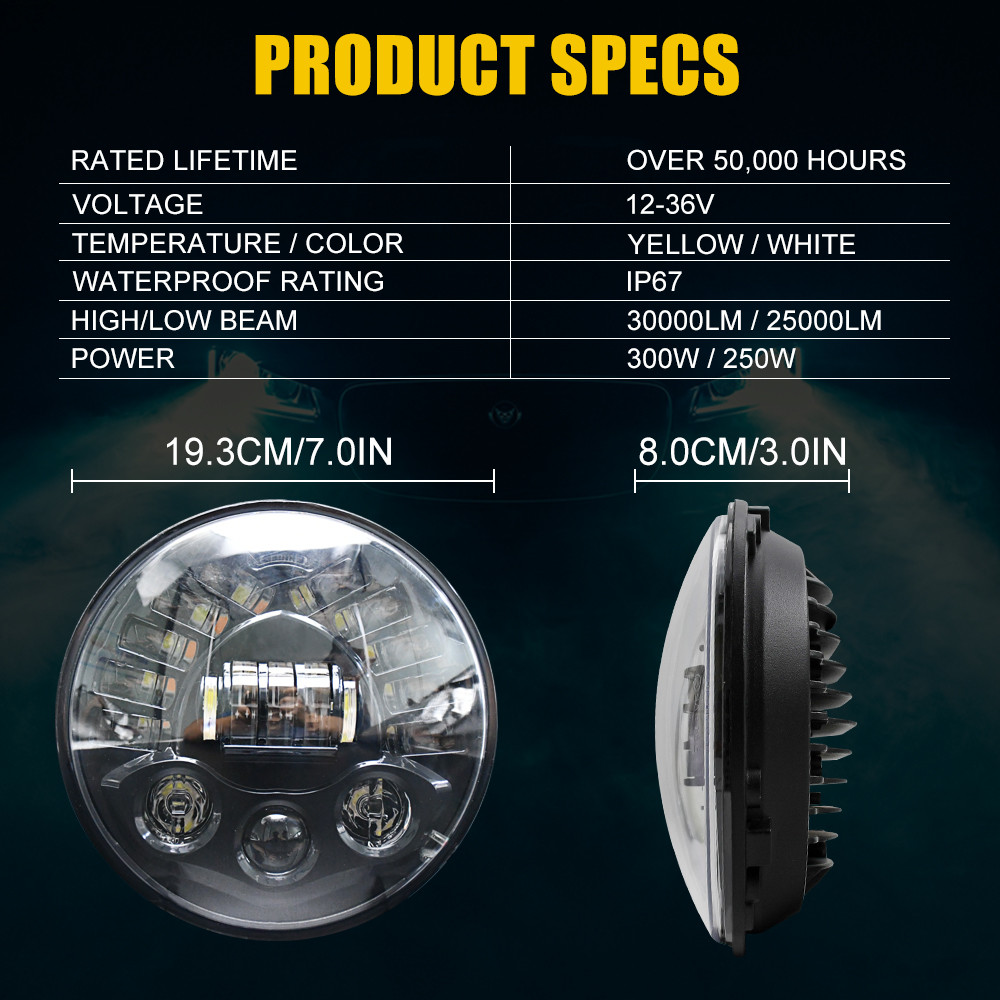 PRODUCT SPECS
RATED LIFETIME OVER 50,000 HOURS
VOLTAGE 12-36V
TEMPERATURE / COLOR YELLOW / WHITE
WATERPROOF RATING IP67
HIGH/LOW BEAM 30000LM / 25000LM
POWER 300W / 250W
19.3CM/7.0IN 8.0CM/3.0IN